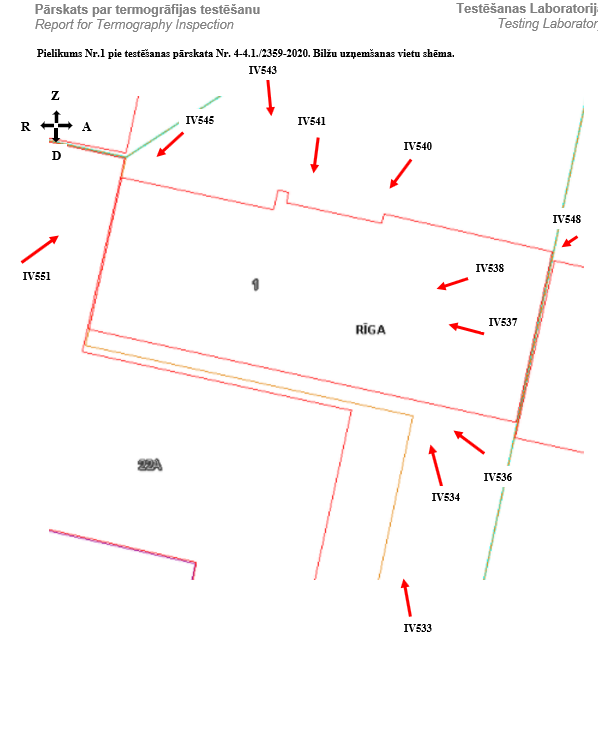 Pārskats par termogrāfijas testēšanu
Testēšanas Laboratorij
Report for Termography Inspection
Testing Laborator
Pielikums Nr.1 pie testēšanas pārskata Nr. 4-4.1./2359-2020. Bilžu uzņemšanas vietu shēma.
IV543
Z
IV545
IV541
R
A
IV540
D
IV548
IV538
IV551
1
IV537
RĪGA
22A
IV536
IV534
IV533